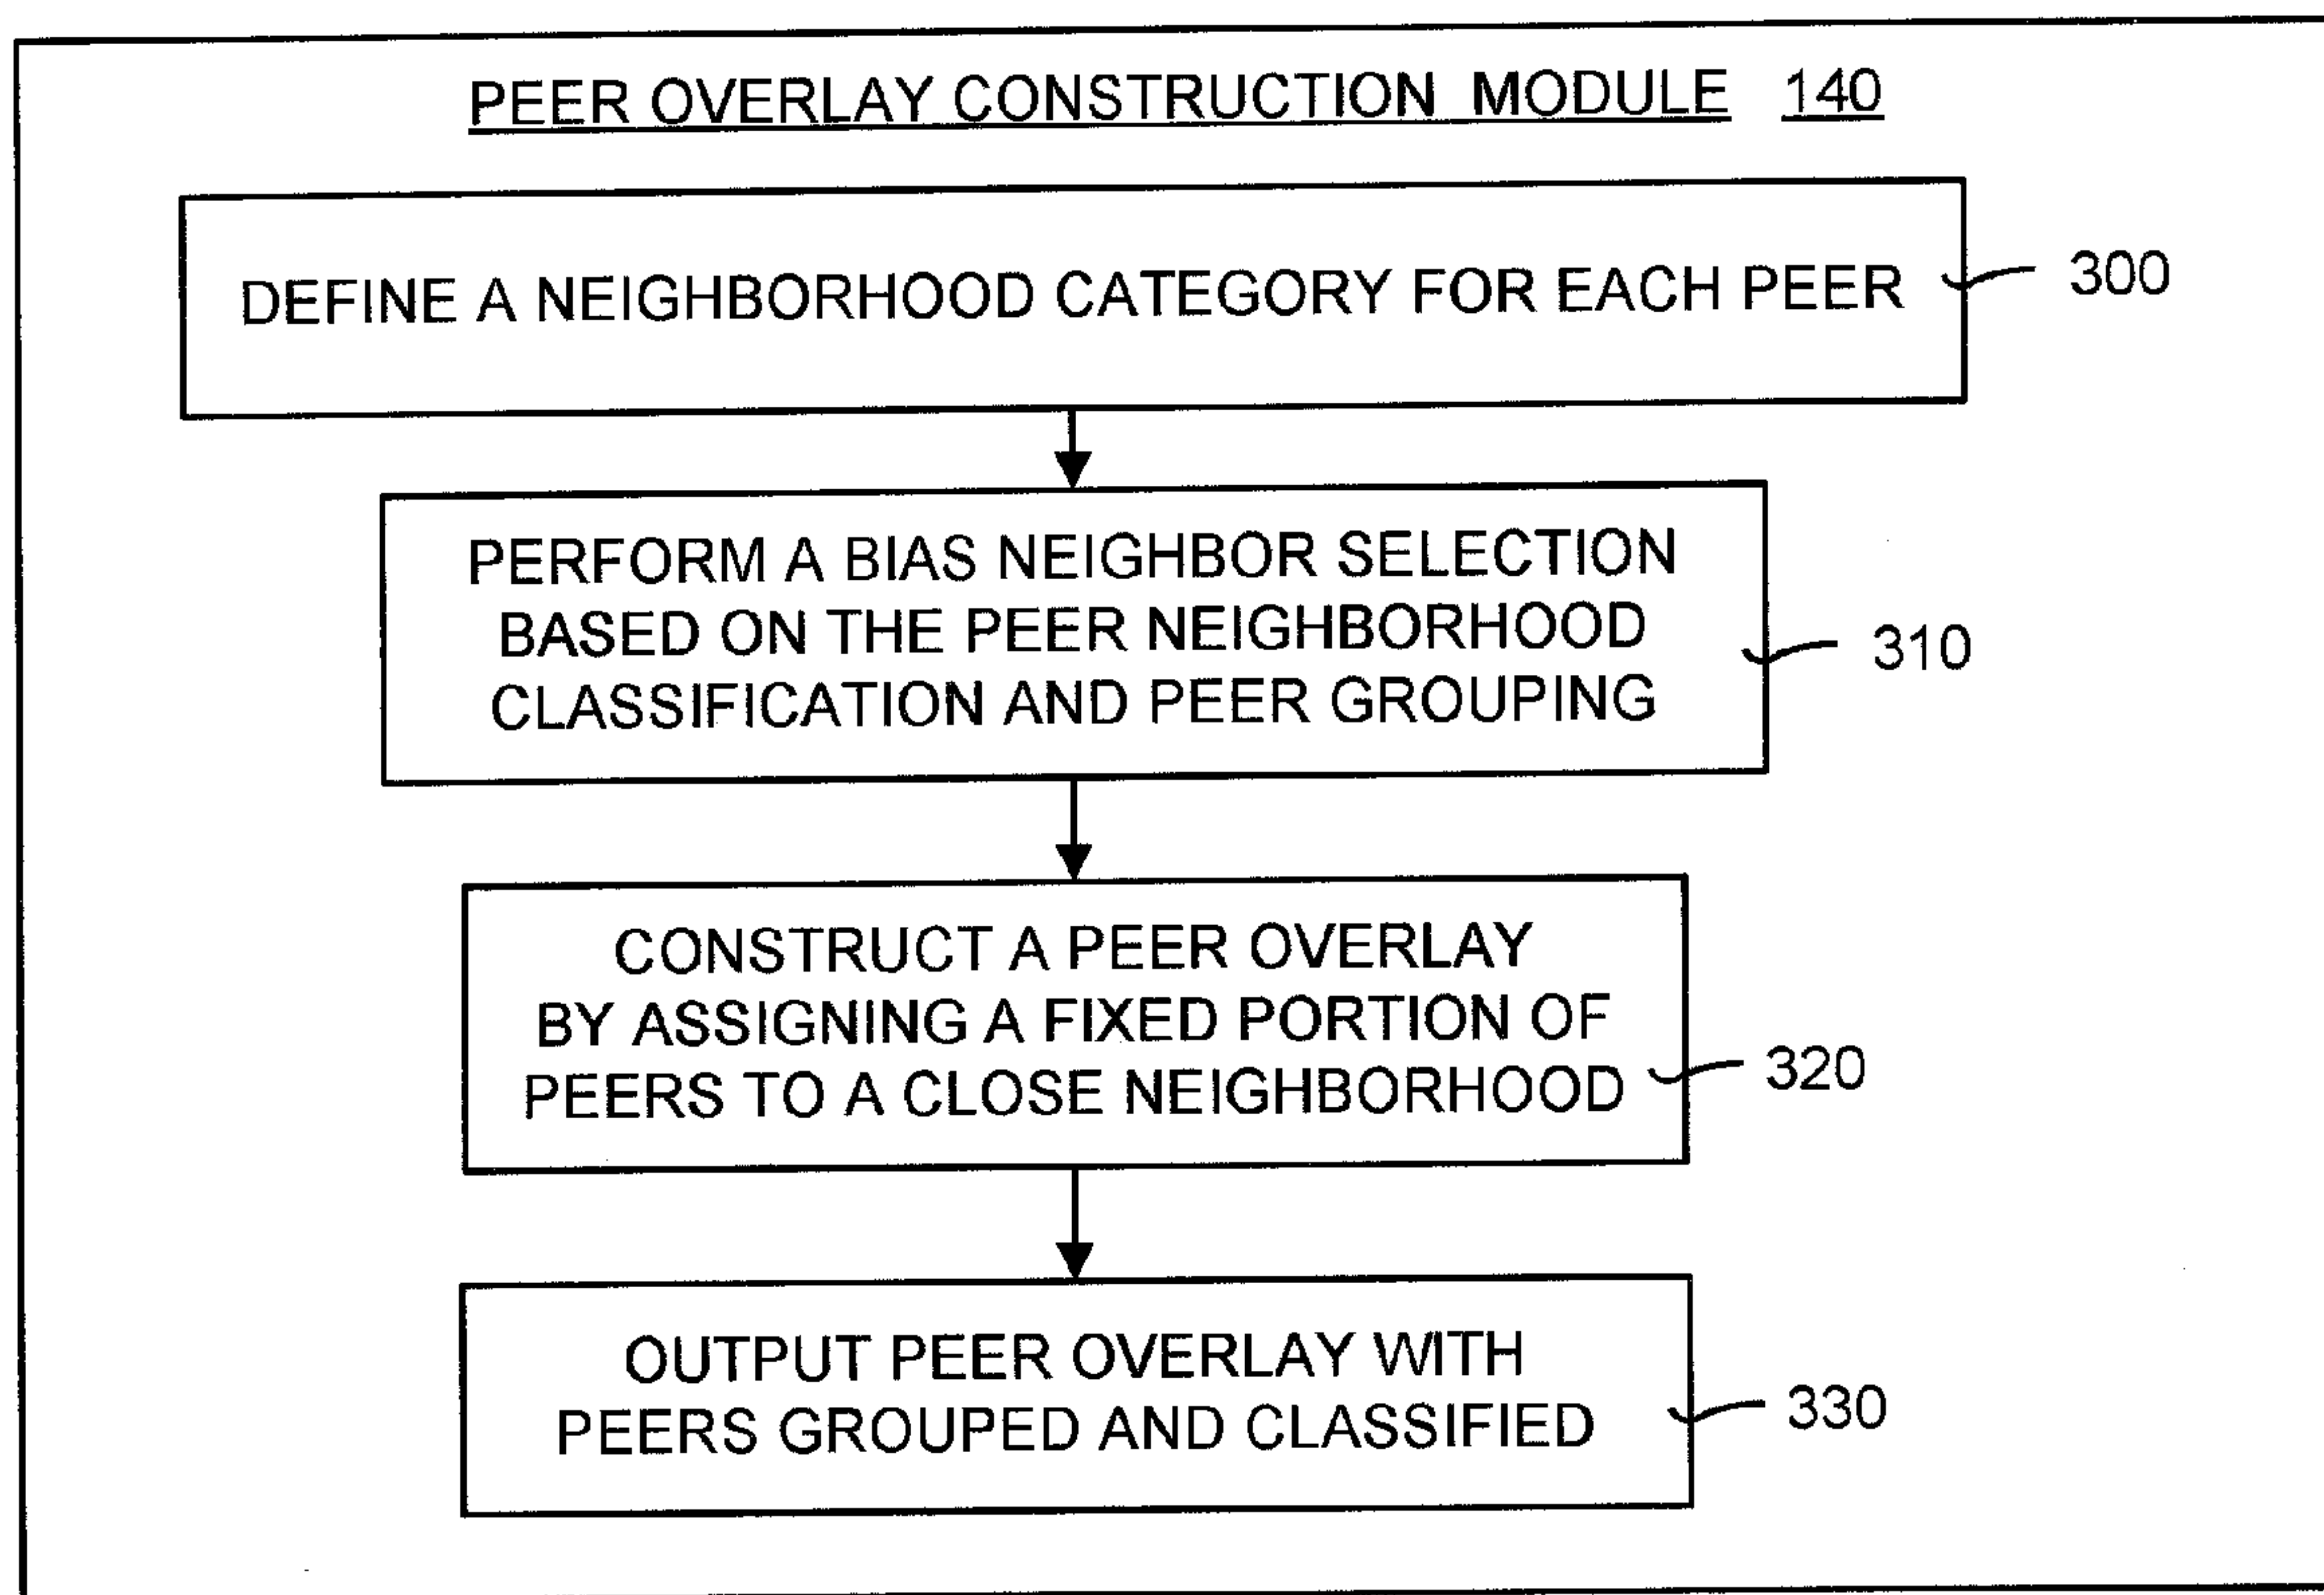 PEER OVERLAY CONSTRUCTION MODULE 140
DEFINE A NEIGHBORHOOD CATEGORY FOR EACH PEER
300
PERFORM A BIAS NEIGHBOR SELECTION
BASED ON THE PEER NEIGHBORHOOD
CLASSIFICATION AND PEER GROUPING
310
CONSTRUCT A PEER OVERLAY
BY ASSIGNING A FIXED PORTION OF
PEERS TO A CLOSE NEIGHBORHOOD
320
OUTPUT PEER OVERLAY WITH
PEERS GROUPED AND CLASSIFIED
330